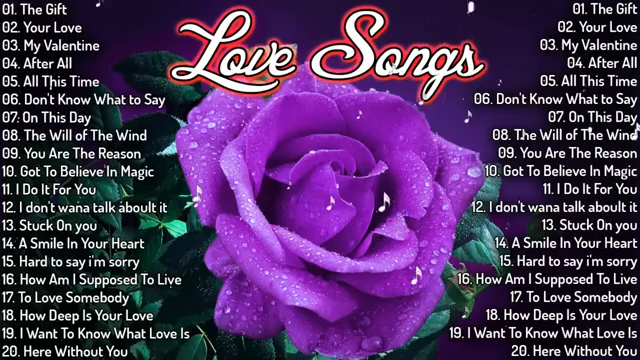 Love Songs
01. The Gift
02. Your Love
03. My Valentine
04. After All
05. All This Time
06. Don't Know What to Say
07. On This Day
08. The Will of The Wind
09. You Are The Reason
10. Got To Believe In Magic
11. I Do It For You
12. I don't wana talk aboult it
13. Stuck On you
14. A Smile In Your Heart
15. Hard to say i'm sorry
16. How Am I Supposed To Live
17. To Love Somebody
18. How Deep Is Your Love
19. I Want To Know What Love Is
20. Here Without You
01. The Gift
02. Your Love
03. My Valentine
04. After All
05. All This Time
06. Don't Know What to Say
07. On This Day
08. The Will of The Wind
09. You Are The Reason
10. Got To Believe In Magic
11. I Do It For You
12. I don't wana talk aboult it
13. Stuck On you
14. A Smile In Your Heart
15. Hard to say i'm sorry
16. How Am I Supposed To Live
17. To Love Somebody
18. How Deep Is Your Love
19. I Want To Know What Love Is
20. Here Without You